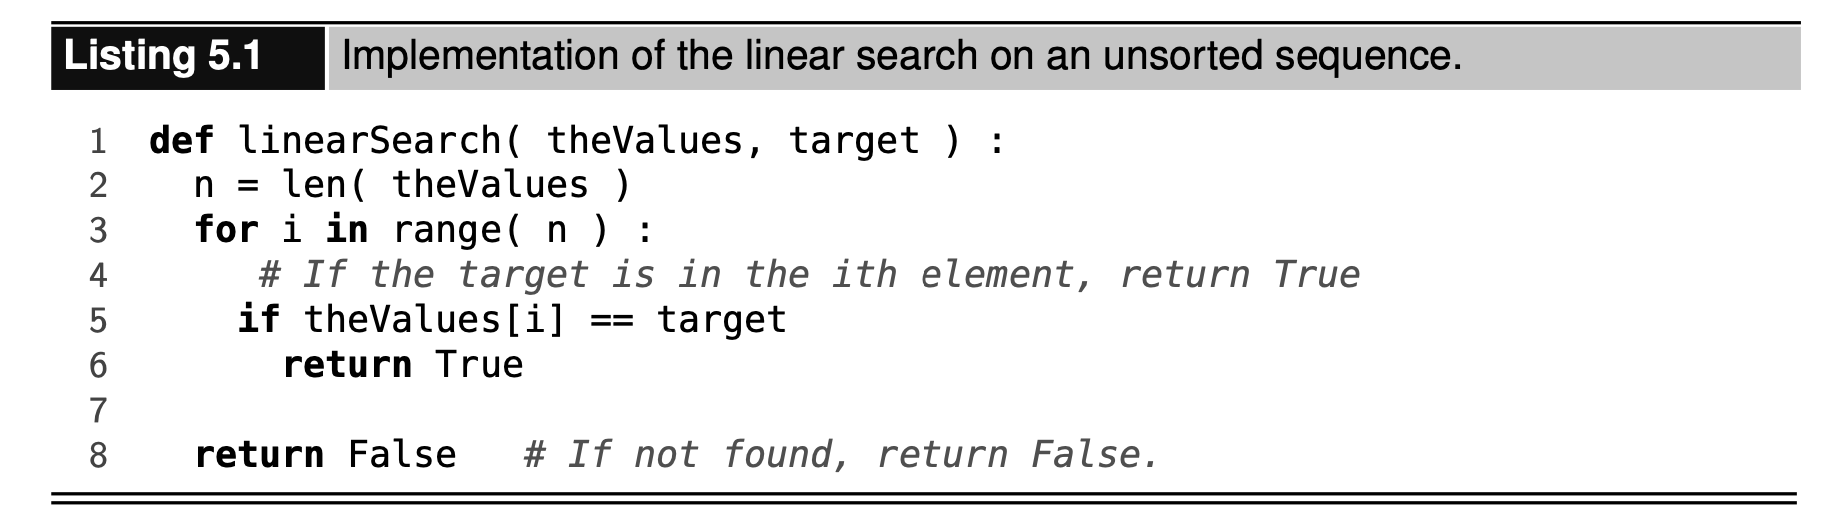 Listing 5.1 Implementation of the linear search on an unsorted sequence.
1 def linearSearch( theValues, target ) :
2   n = len( theValues )
3   for i in range( n ) :
4      # If the target is in the ith element, return True
5     if theValues[i] == target
6       return True
7
8   return False   # If not found, return False.